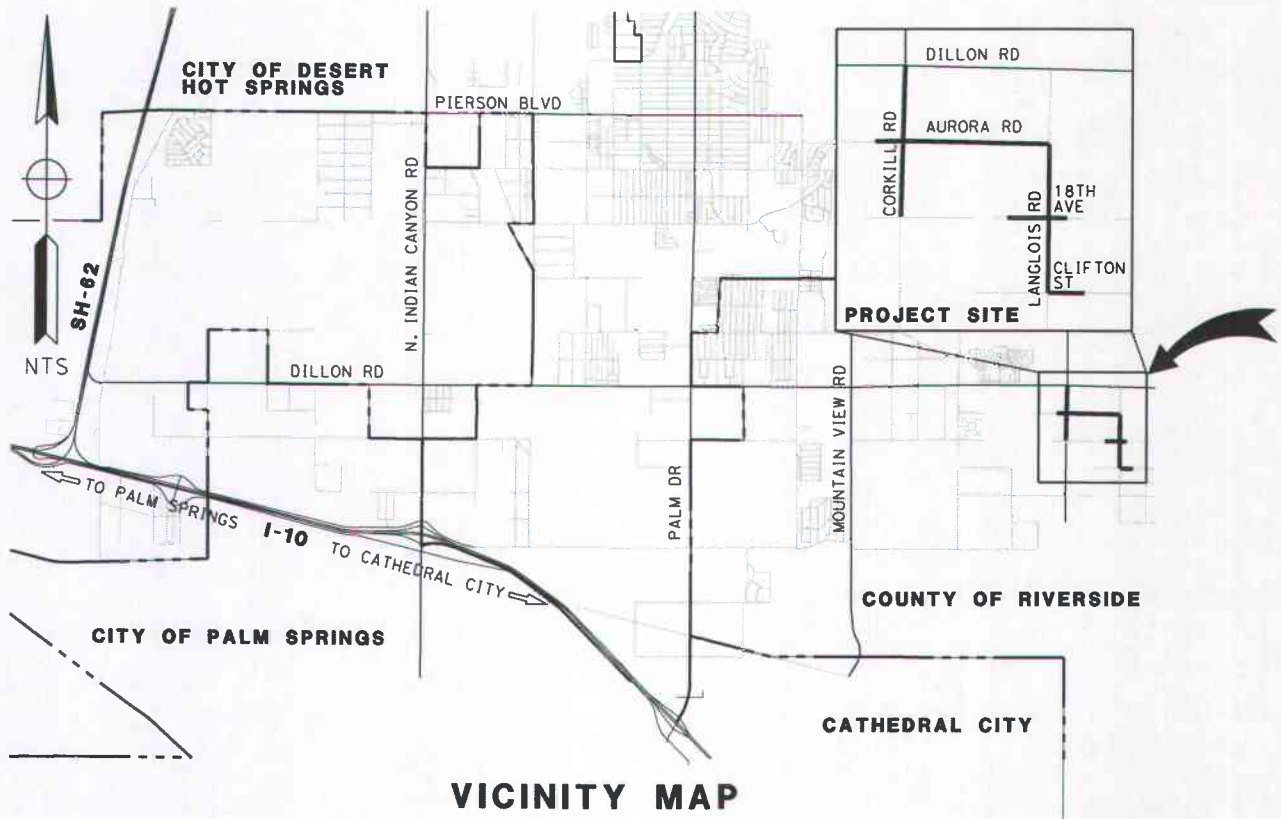 CITY OF DESERT
HOT SPRINGS
PIERSON BLVD
DILLON RD
AURORA RD
CORKILL RD
LANGLOIS RD
18TH
AVE
CLIFTON
ST
PROJECT SITE
N. INDIAN CANYON RD
SH-62
NTS
DILLON RD
PALM DR
MOUNTAIN VIEW RD
TO PALM SPRINGS
I-10
TO CATHEDRAL CITY
COUNTY OF RIVERSIDE
CITY OF PALM SPRINGS
CATHEDRAL CITY
VICINITY MAP